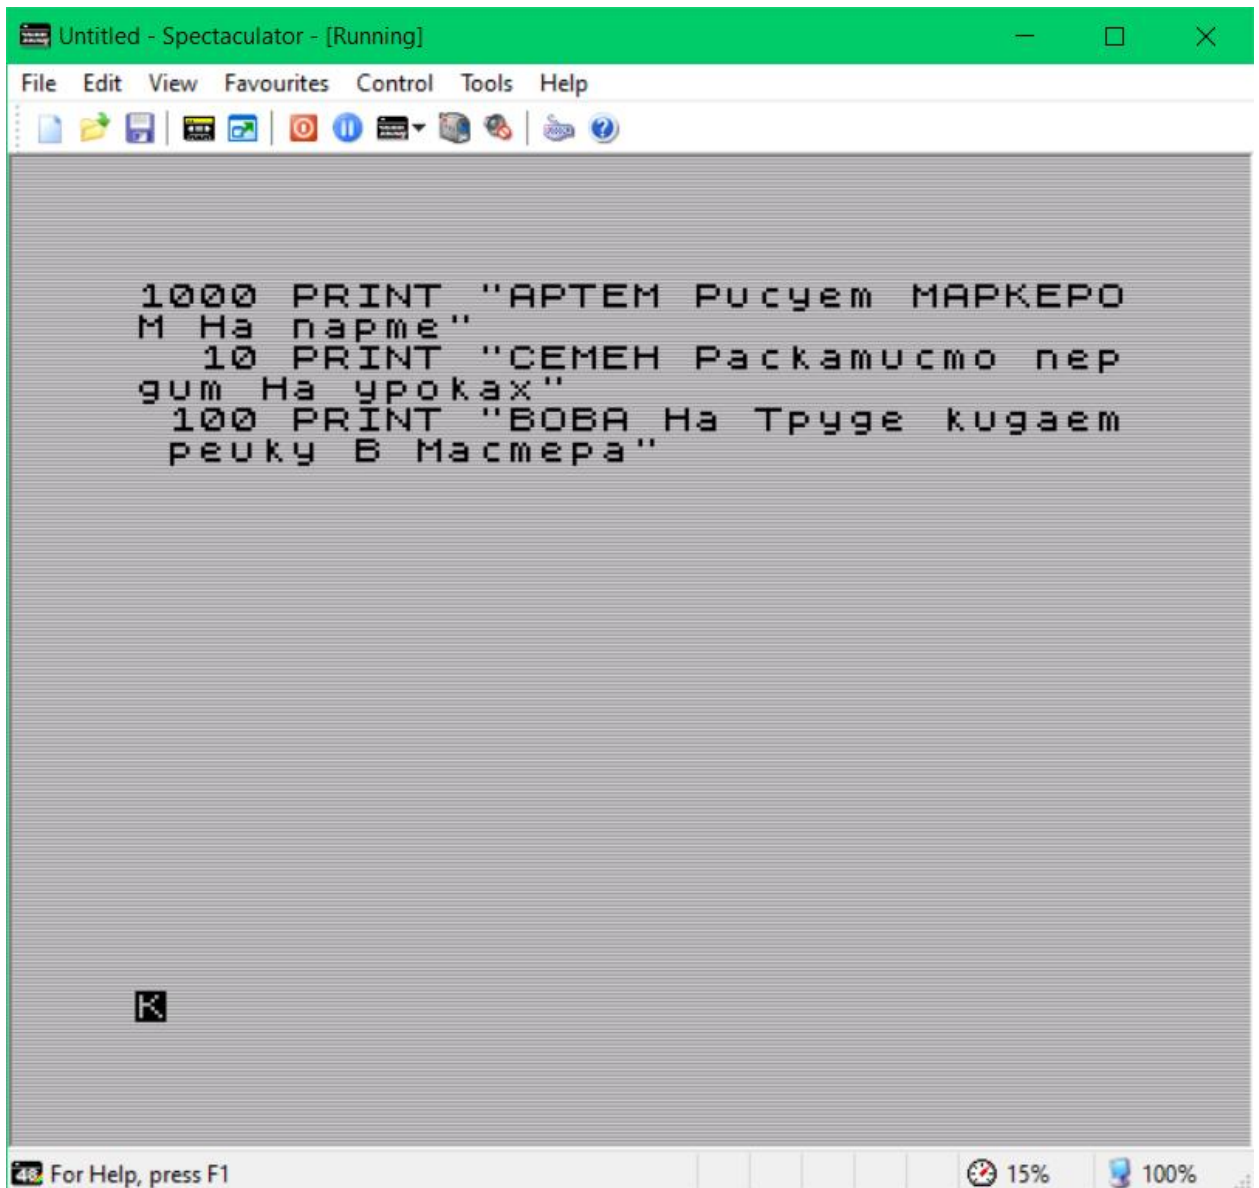 Untitled - Spectaculator - [Running]
File Edit View Favourites Control Tools Help
1000 PRINT "АРТЕМ Рисует МАРКЕРО
М На парте"
10 PRINT "СЕМЕН Раскатисто пер
дит На уроках"
100 PRINT "ВОВА На Труде кидает
реики В Мастера"
K
48 For Help, press F1
15%
100%